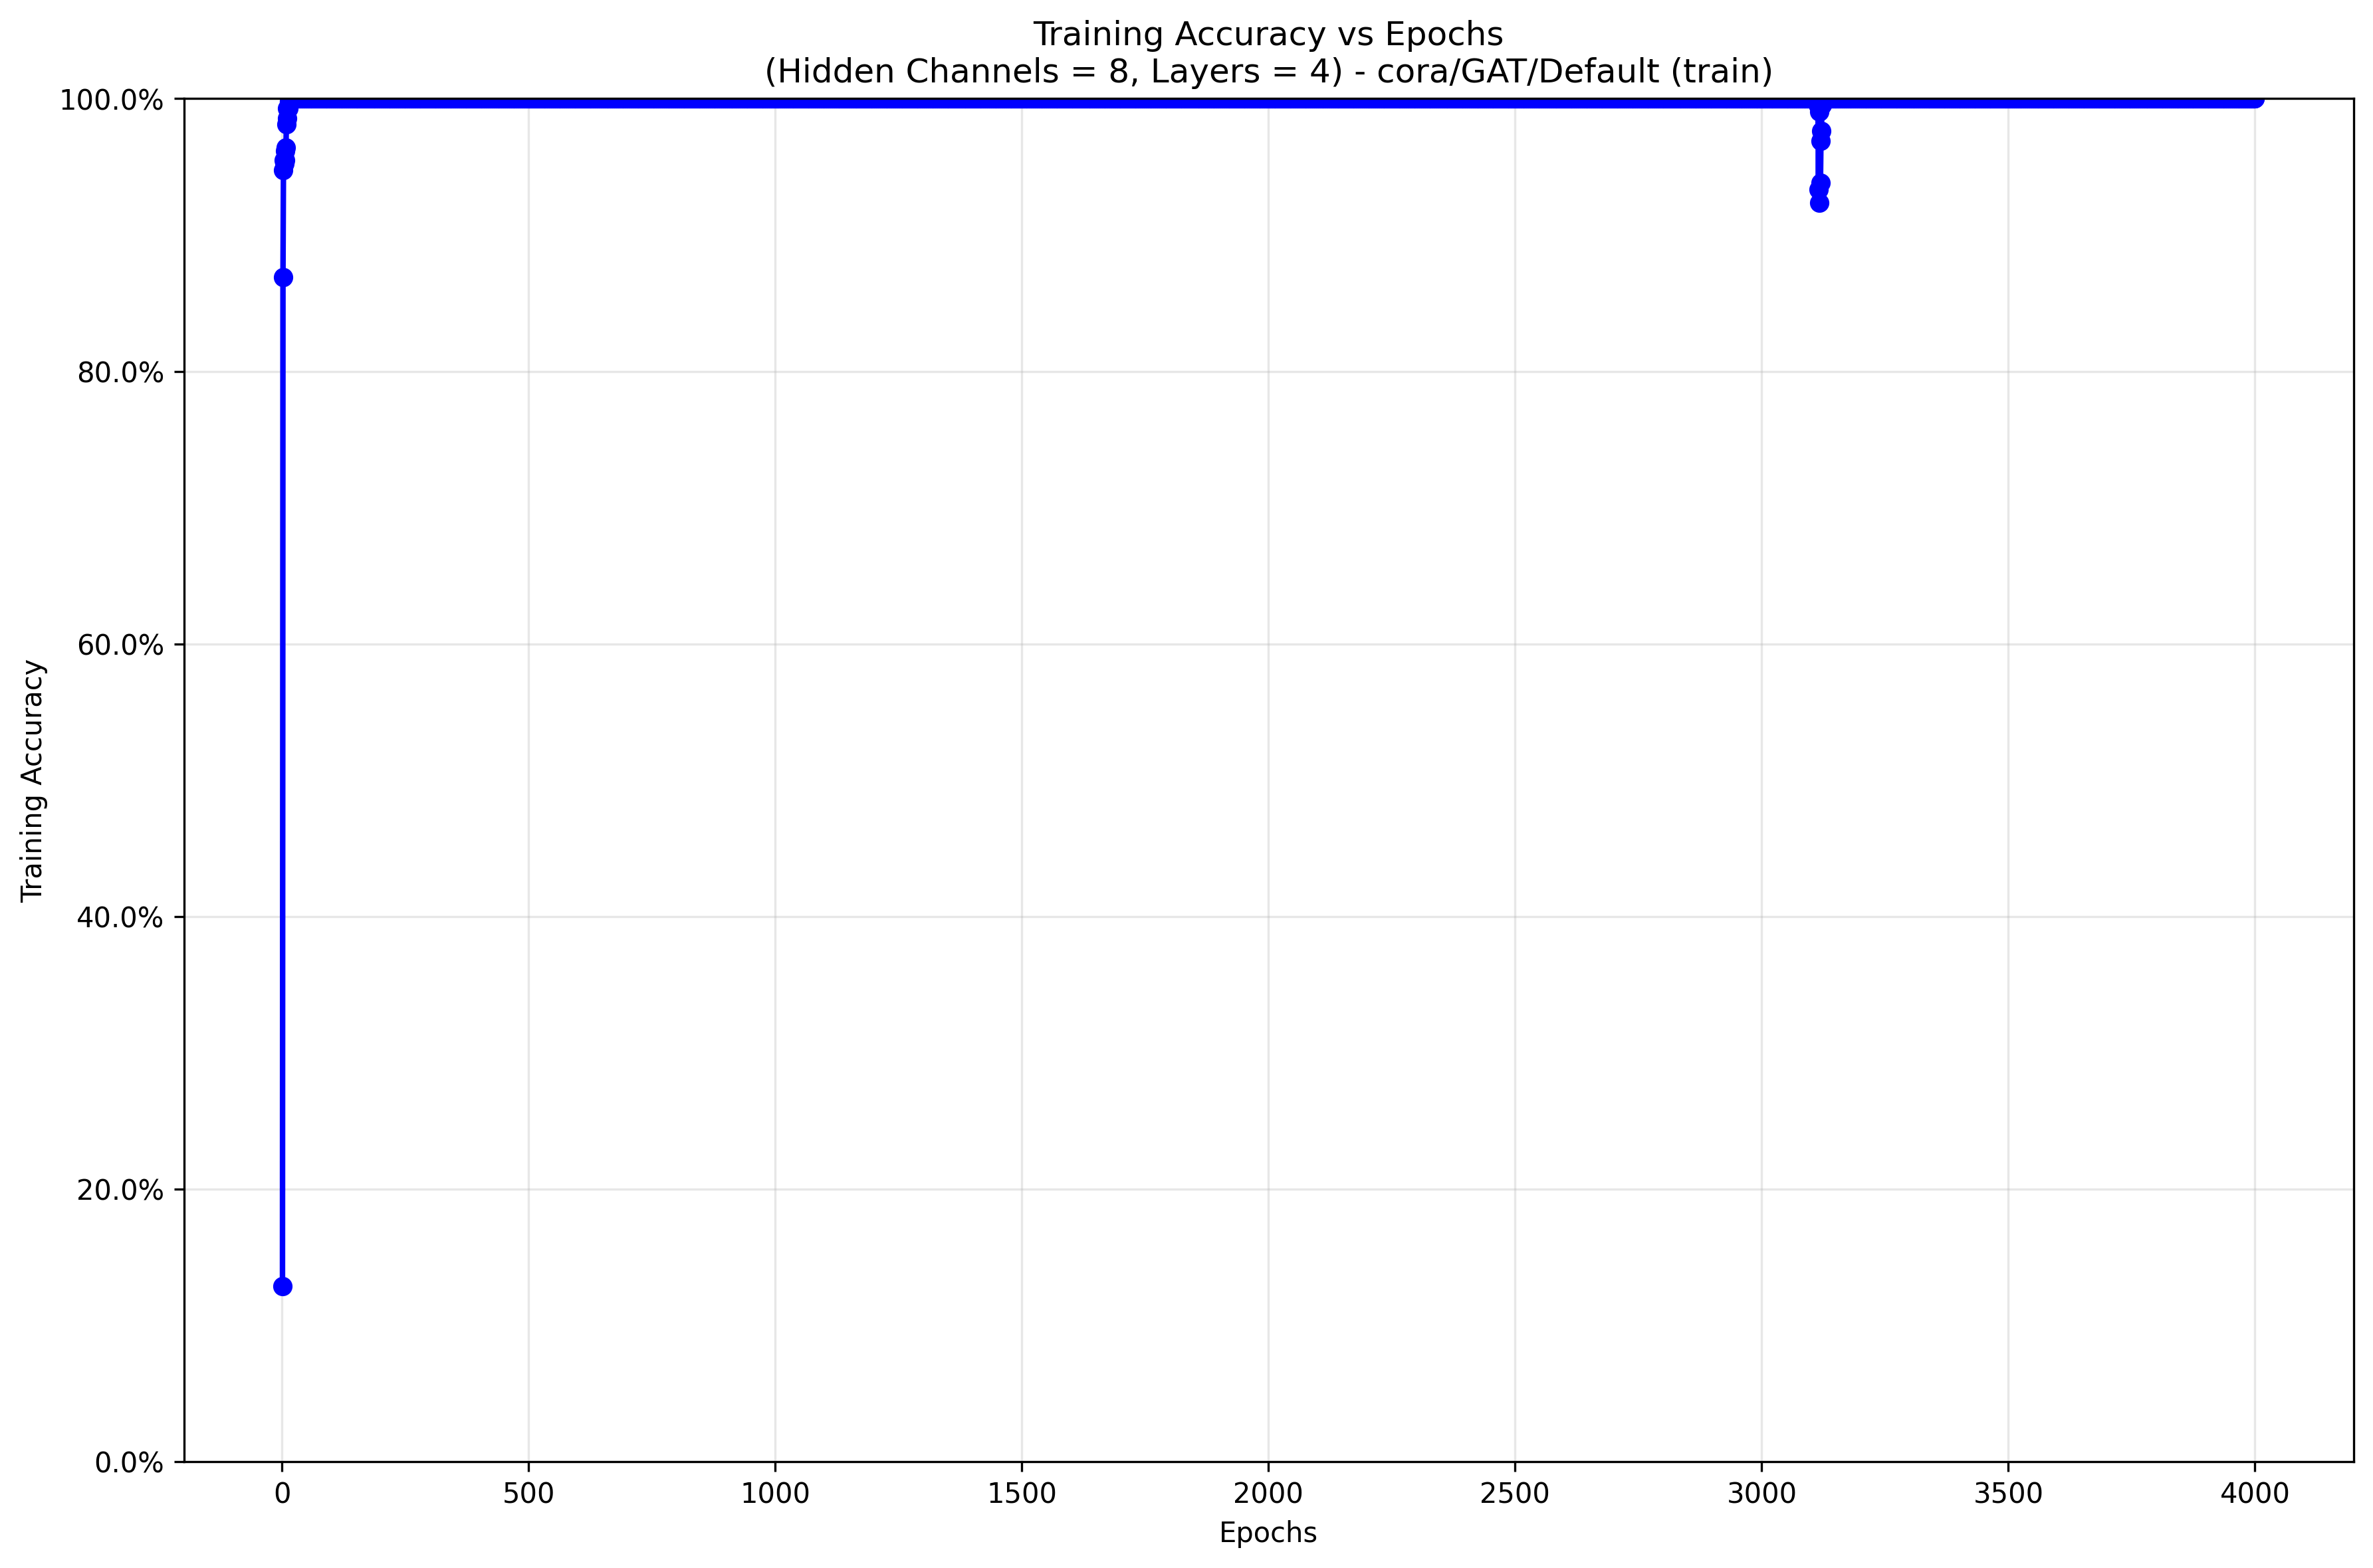 Training Accuracy vs Epochs
(Hidden Channels = 8, Layers = 4) - cora/GAT/Default (train)
Training Accuracy
100.0%
80.0%
60.0%
40.0%
20.0%
0.0%
0 500 1000 1500 2000 2500 3000 3500 4000
Epochs